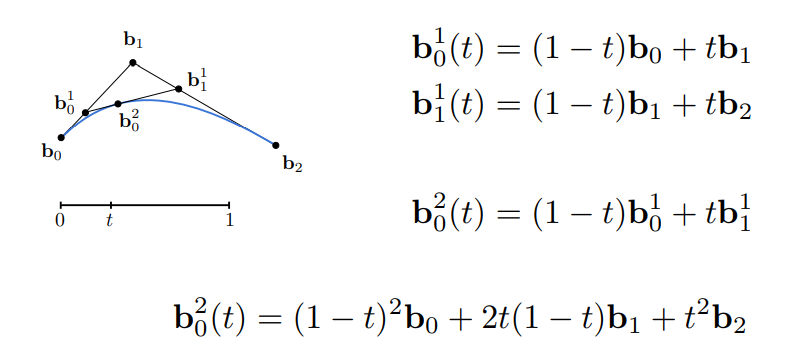 b₁
b₀¹
b₁¹
b₀²
b₀
b₂
0 t 1
b₀¹(t) = (1 − t)b₀ + tb₁
b₁¹(t) = (1 − t)b₁ + tb₂
b₀²(t) = (1 − t)b₀¹ + tb₁¹
b₀²(t) = (1 − t)²b₀ + 2t(1 − t)b₁ + t²b₂